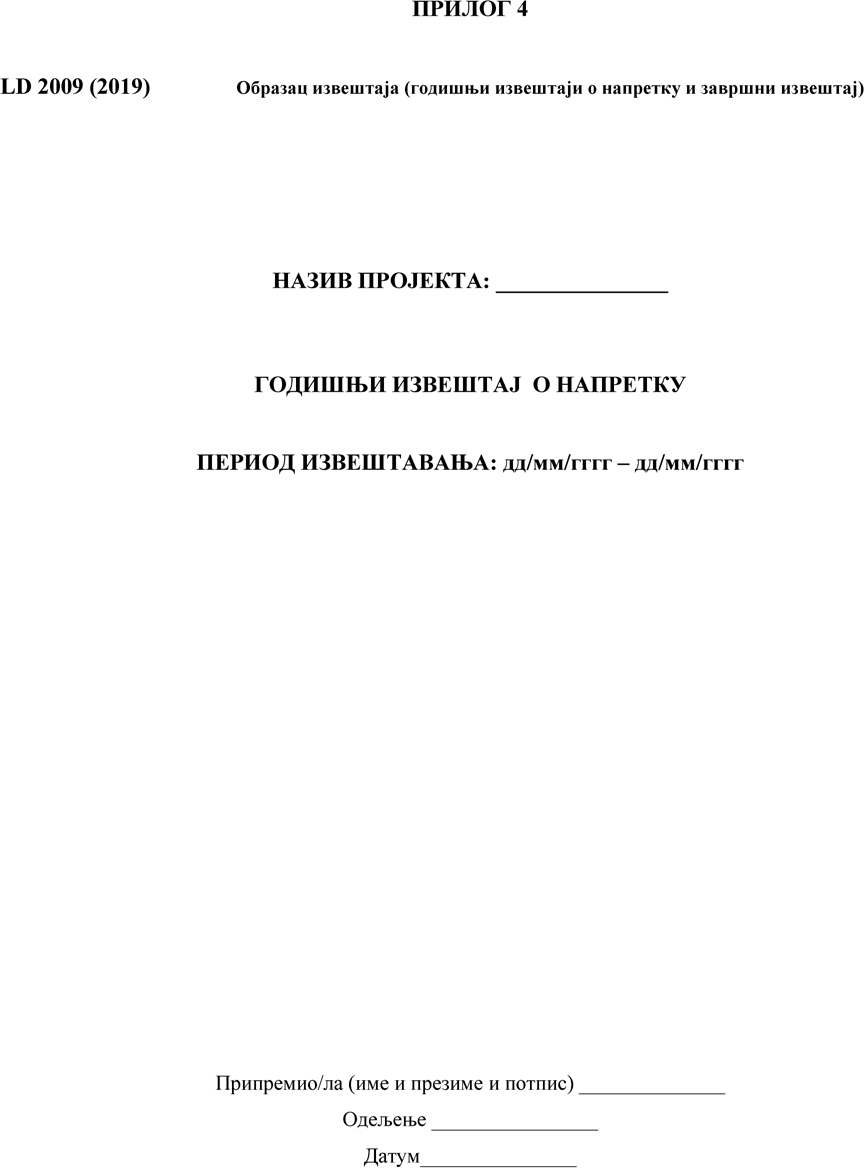 ПРИЛОГ 4
LD 2009 (2019) Образац извештаја (годишњи извештаји о напретку и завршни извештај)
НАЗИВ ПРОЈЕКТА: _______________
ГОДИШЊИ ИЗВЕШТАЈ О НАПРЕТКУ
ПЕРИОД ИЗВЕШТАВАЊА: дд/мм/гггг – дд/мм/гггг
Припремио/ла (име и презиме и потпис) ______________
Одељење ________________
Датум_______________